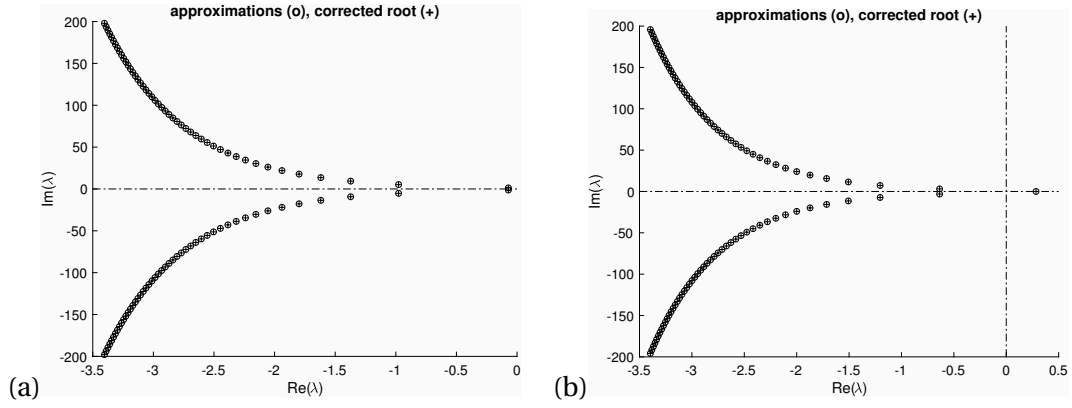 approximations (o), corrected root (+)
200
150
100
50
0
-50
-100
-150
-200
Im(λ)
-3.5 -3 -2.5 -2 -1.5 -1 -0.5 0
Re(λ)
(a)
approximations (o), corrected root (+)
200
150
100
50
0
-50
-100
-150
-200
Im(λ)
-3.5 -3 -2.5 -2 -1.5 -1 -0.5 0 0.5
Re(λ)
(b)